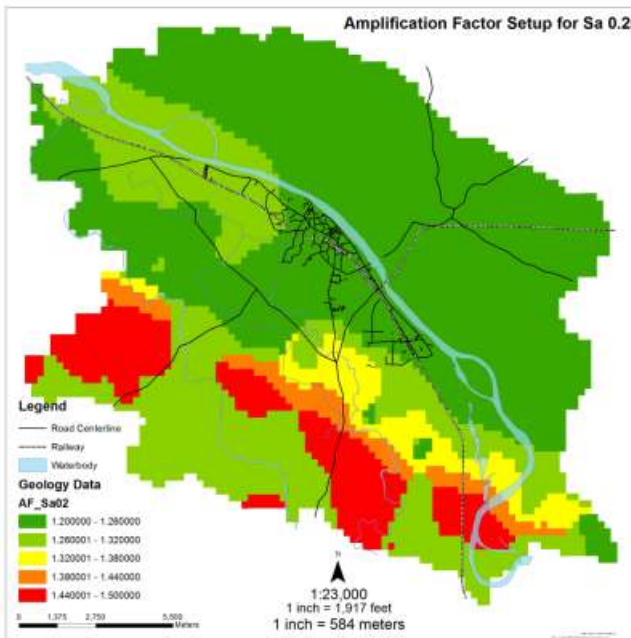 Amplification Factor Setup for Sa 0.2
Legend
Road Centerline
Railway
Waterbody
Geology Data
AF_Sa02
1.200000 - 1.260000
1.260001 - 1.320000
1.320001 - 1.380000
1.380001 - 1.440000
1.440001 - 1.500000
0 1,375 2,750 5,500
Meters
N
1:23,000
1 inch = 1,917 feet
1 inch = 584 meters